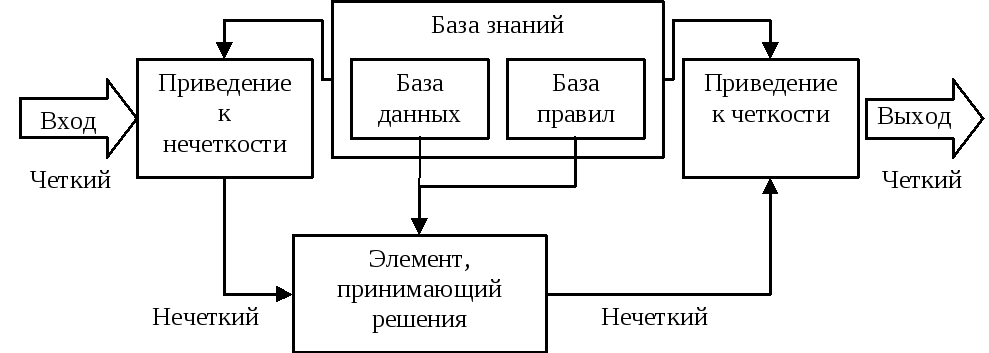 База знаний
Приведение
к
нечеткости
База
данных
База
правил
Приведение
к четкости
Вход
Выход
Четкий
Четкий
Элемент,
принимающий
решения
Нечеткий
Нечеткий